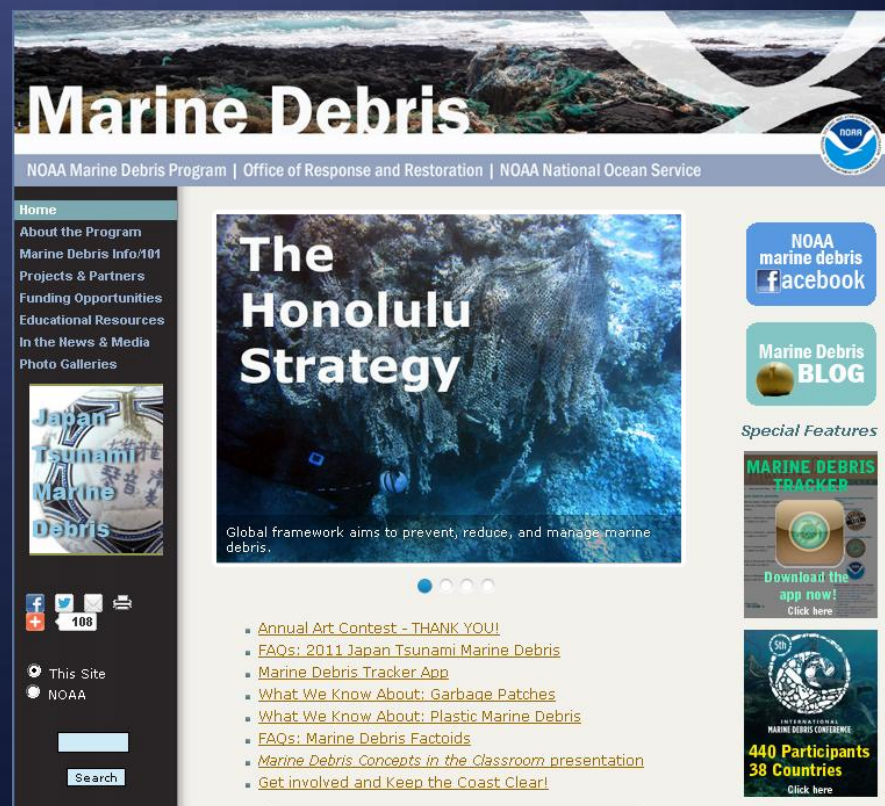 Marine Debris
NOAA
NOAA Marine Debris Program | Office of Response and Restoration | NOAA National Ocean Service
Home
About the Program
Marine Debris Info/101
Projects & Partners
Funding Opportunities
Educational Resources
In the News & Media
Photo Galleries
Japan
Tsunami
Marine
Debris
108
This Site
NOAA
Search
The
Honolulu
Strategy
Global framework aims to prevent, reduce, and manage marine
debris.
Annual Art Contest - THANK YOU!
FAQs: 2011 Japan Tsunami Marine Debris
Marine Debris Tracker App
What We Know About: Garbage Patches
What We Know About: Plastic Marine Debris
FAQs: Marine Debris Factoids
Marine Debris Concepts in the Classroom presentation
Get involved and Keep the Coast Clear!
NOAA
marine debris
facebook
Marine Debris
BLOG
Special Features
MARINE DEBRIS
TRACKER
Download the
app now!
Click here
5th
INTERNATIONAL
MARINE DEBRIS CONFERENCE
440 Participants
38 Countries
Click here